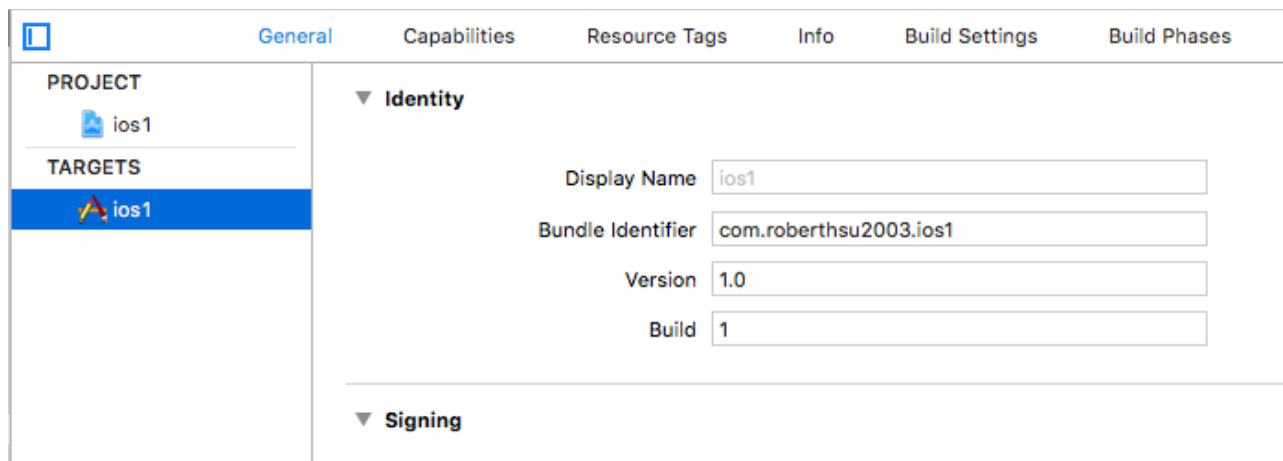 General Capabilities Resource Tags Info Build Settings Build Phases
PROJECT
ios1
TARGETS
ios1
Identity
Display Name ios1
Bundle Identifier com.roberthsu2003.ios1
Version 1.0
Build 1
Signing